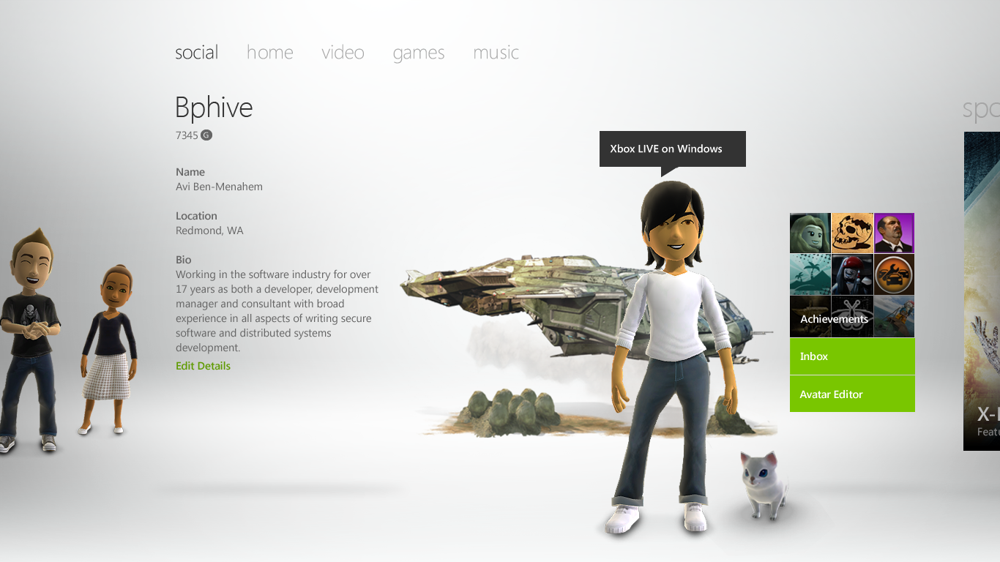 social home video games music
Bphive
7345 G
Name
Avi Ben-Menahem
Location
Redmond, WA
Bio
Working in the software industry for over
17 years as both a developer, development
manager and consultant with broad
experience in all aspects of writing secure
software and distributed systems
development.
Edit Details
Xbox LIVE on Windows
Achievements
Inbox
Avatar Editor
spo
X-
Featu